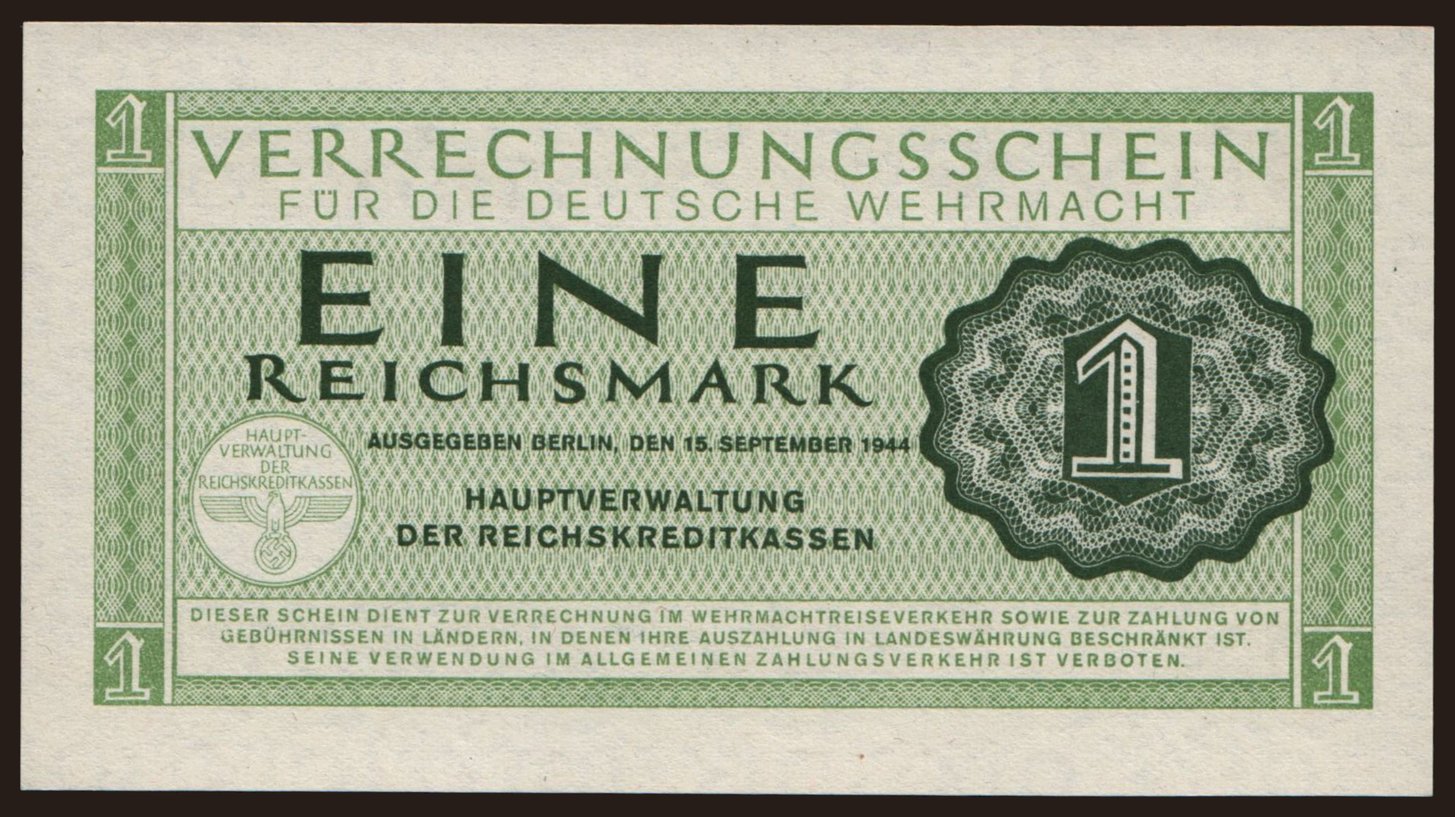 1 1
VERRECHNUNGSSCHEIN
FÜR DIE DEUTSCHE WEHRMACHT
EINE
REICHSMARK
1
HAUPT-
VERWALTUNG
DER
REICHSKREDITKASSEN
AUSGEGEBEN BERLIN, DEN 15. SEPTEMBER 1944
HAUPTVERWALTUNG
DER REICHSKREDITKASSEN
DIESER SCHEIN DIENT ZUR VERRECHNUNG IM WEHRMACHTREISEVERKEHR SOWIE ZUR ZAHLUNG VON
GEBÜHRNISSEN IN LÄNDERN, IN DENEN IHRE AUSZAHLUNG IN LANDESWÄHRUNG BESCHRÄNKT IST.
SEINE VERWENDUNG IM ALLGEMEINEN ZAHLUNGSVERKEHR IST VERBOTEN.
1 1